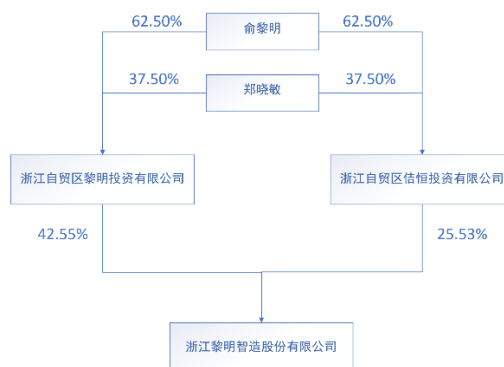 62.50% 俞黎明 62.50%
37.50% 郑晓敏 37.50%
浙江自贸区黎明投资有限公司 浙江自贸区佶恒投资有限公司
42.55% 25.53%
浙江黎明智造股份有限公司